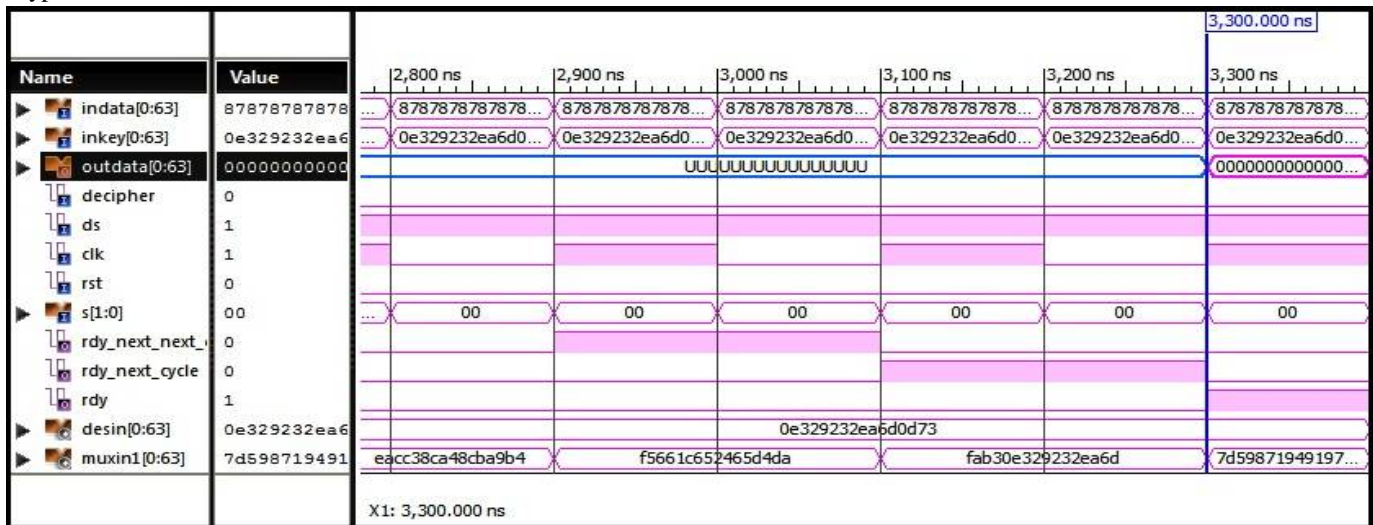 3,300.000 ns
Name Value 2,800 ns 2,900 ns 3,000 ns 3,100 ns 3,200 ns 3,300 ns
indata[0:63] 87878787878 ... 8787878787878... 8787878787878... 8787878787878... 8787878787878... 8787878787878... 8787878787878...
inkey[0:63] 0e329232ea6 ... 0e329232ea6d0... 0e329232ea6d0... 0e329232ea6d0... 0e329232ea6d0... 0e329232ea6d0... 0e329232ea6d0...
outdata[0:63] 00000000000 UUUUUUUUUUUUUUUU 0000000000000...
decipher 0
ds 1
clk 1
rst 0
s[1:0] 00 ... 00 00 00 00 00 00
rdy_next_next_ 0
rdy_next_cycle 0
rdy 1
desin[0:63] 0e329232ea6 0e329232ea6d0d73
muxin1[0:63] 7d598719491 eacc38ca48cba9b4 f5661c652465d4da fab30e329232ea6d 7d59871949197...
X1: 3,300.000 ns